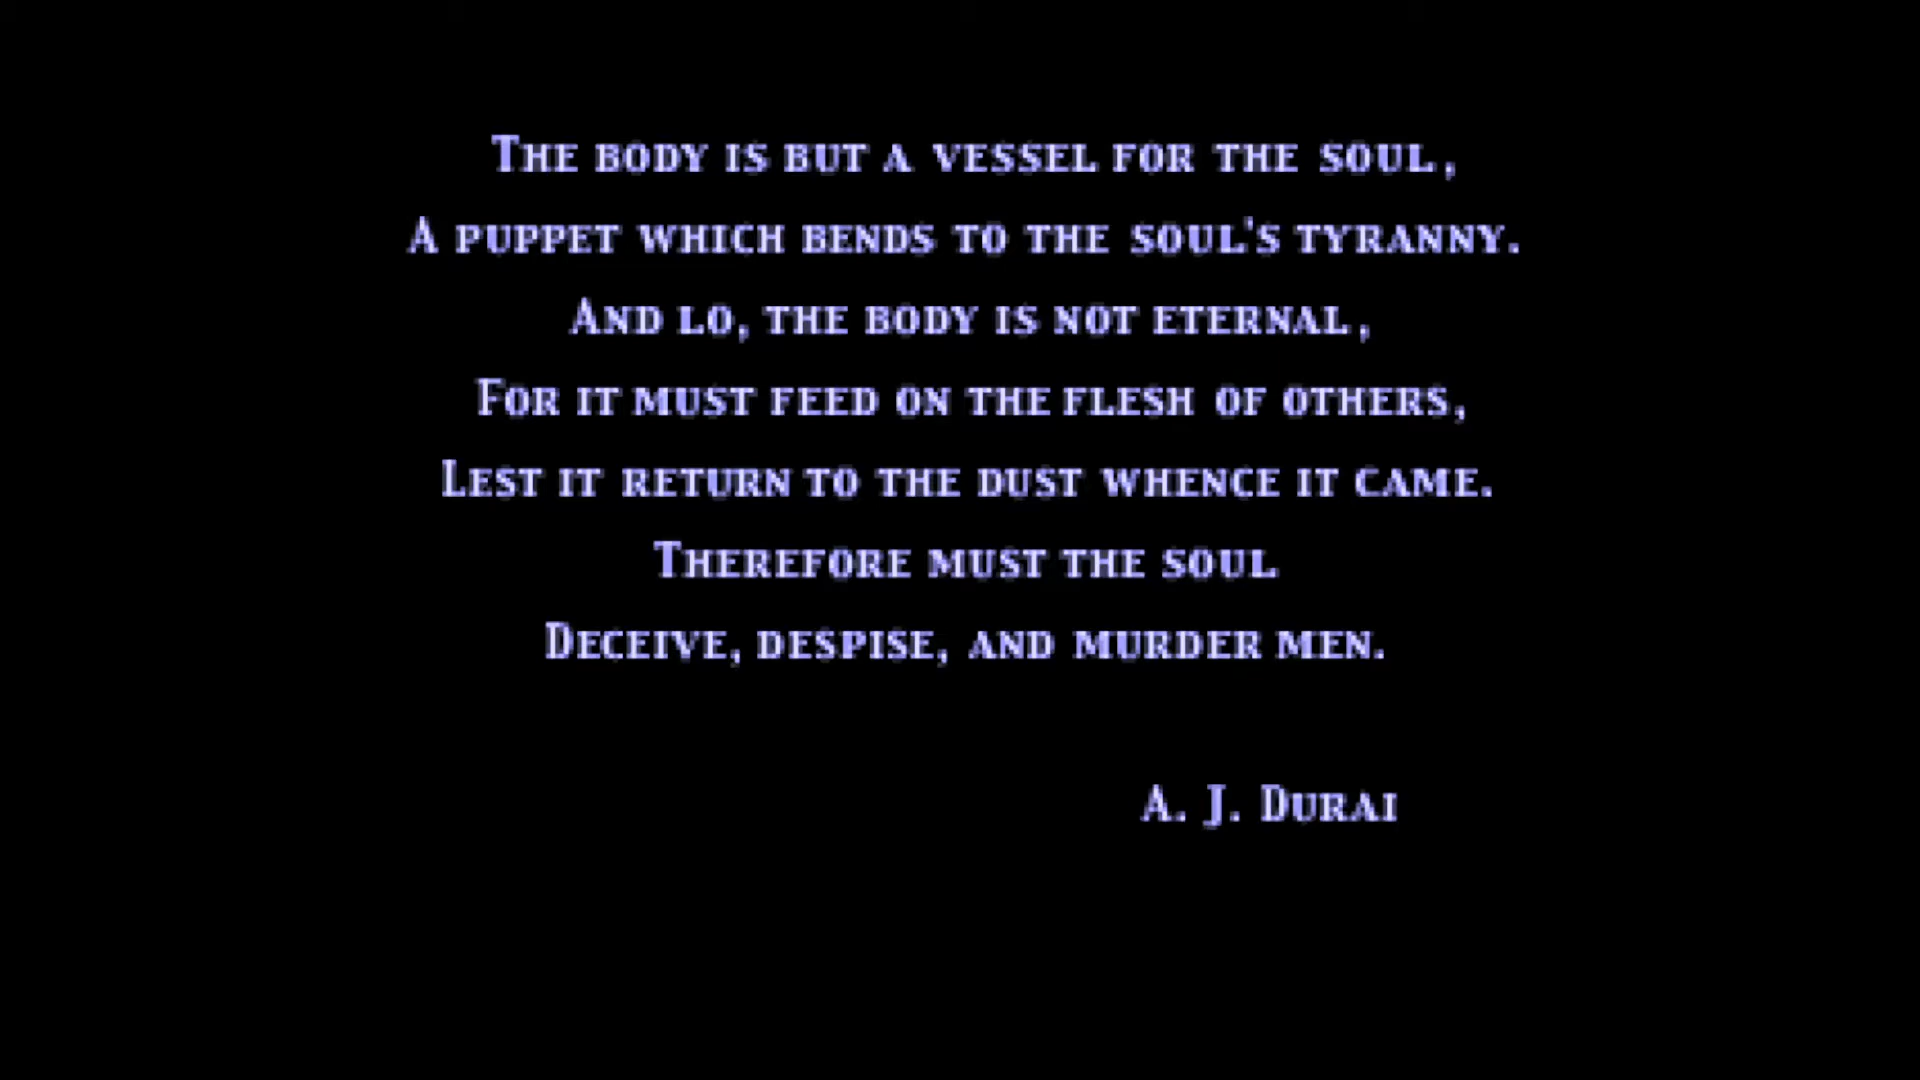 The body is but a vessel for the soul,
A puppet which bends to the soul's tyranny.
And lo, the body is not eternal,
For it must feed on the flesh of others,
Lest it return to the dust whence it came.
Therefore must the soul
Deceive, despise, and murder men.
A. J. Durai